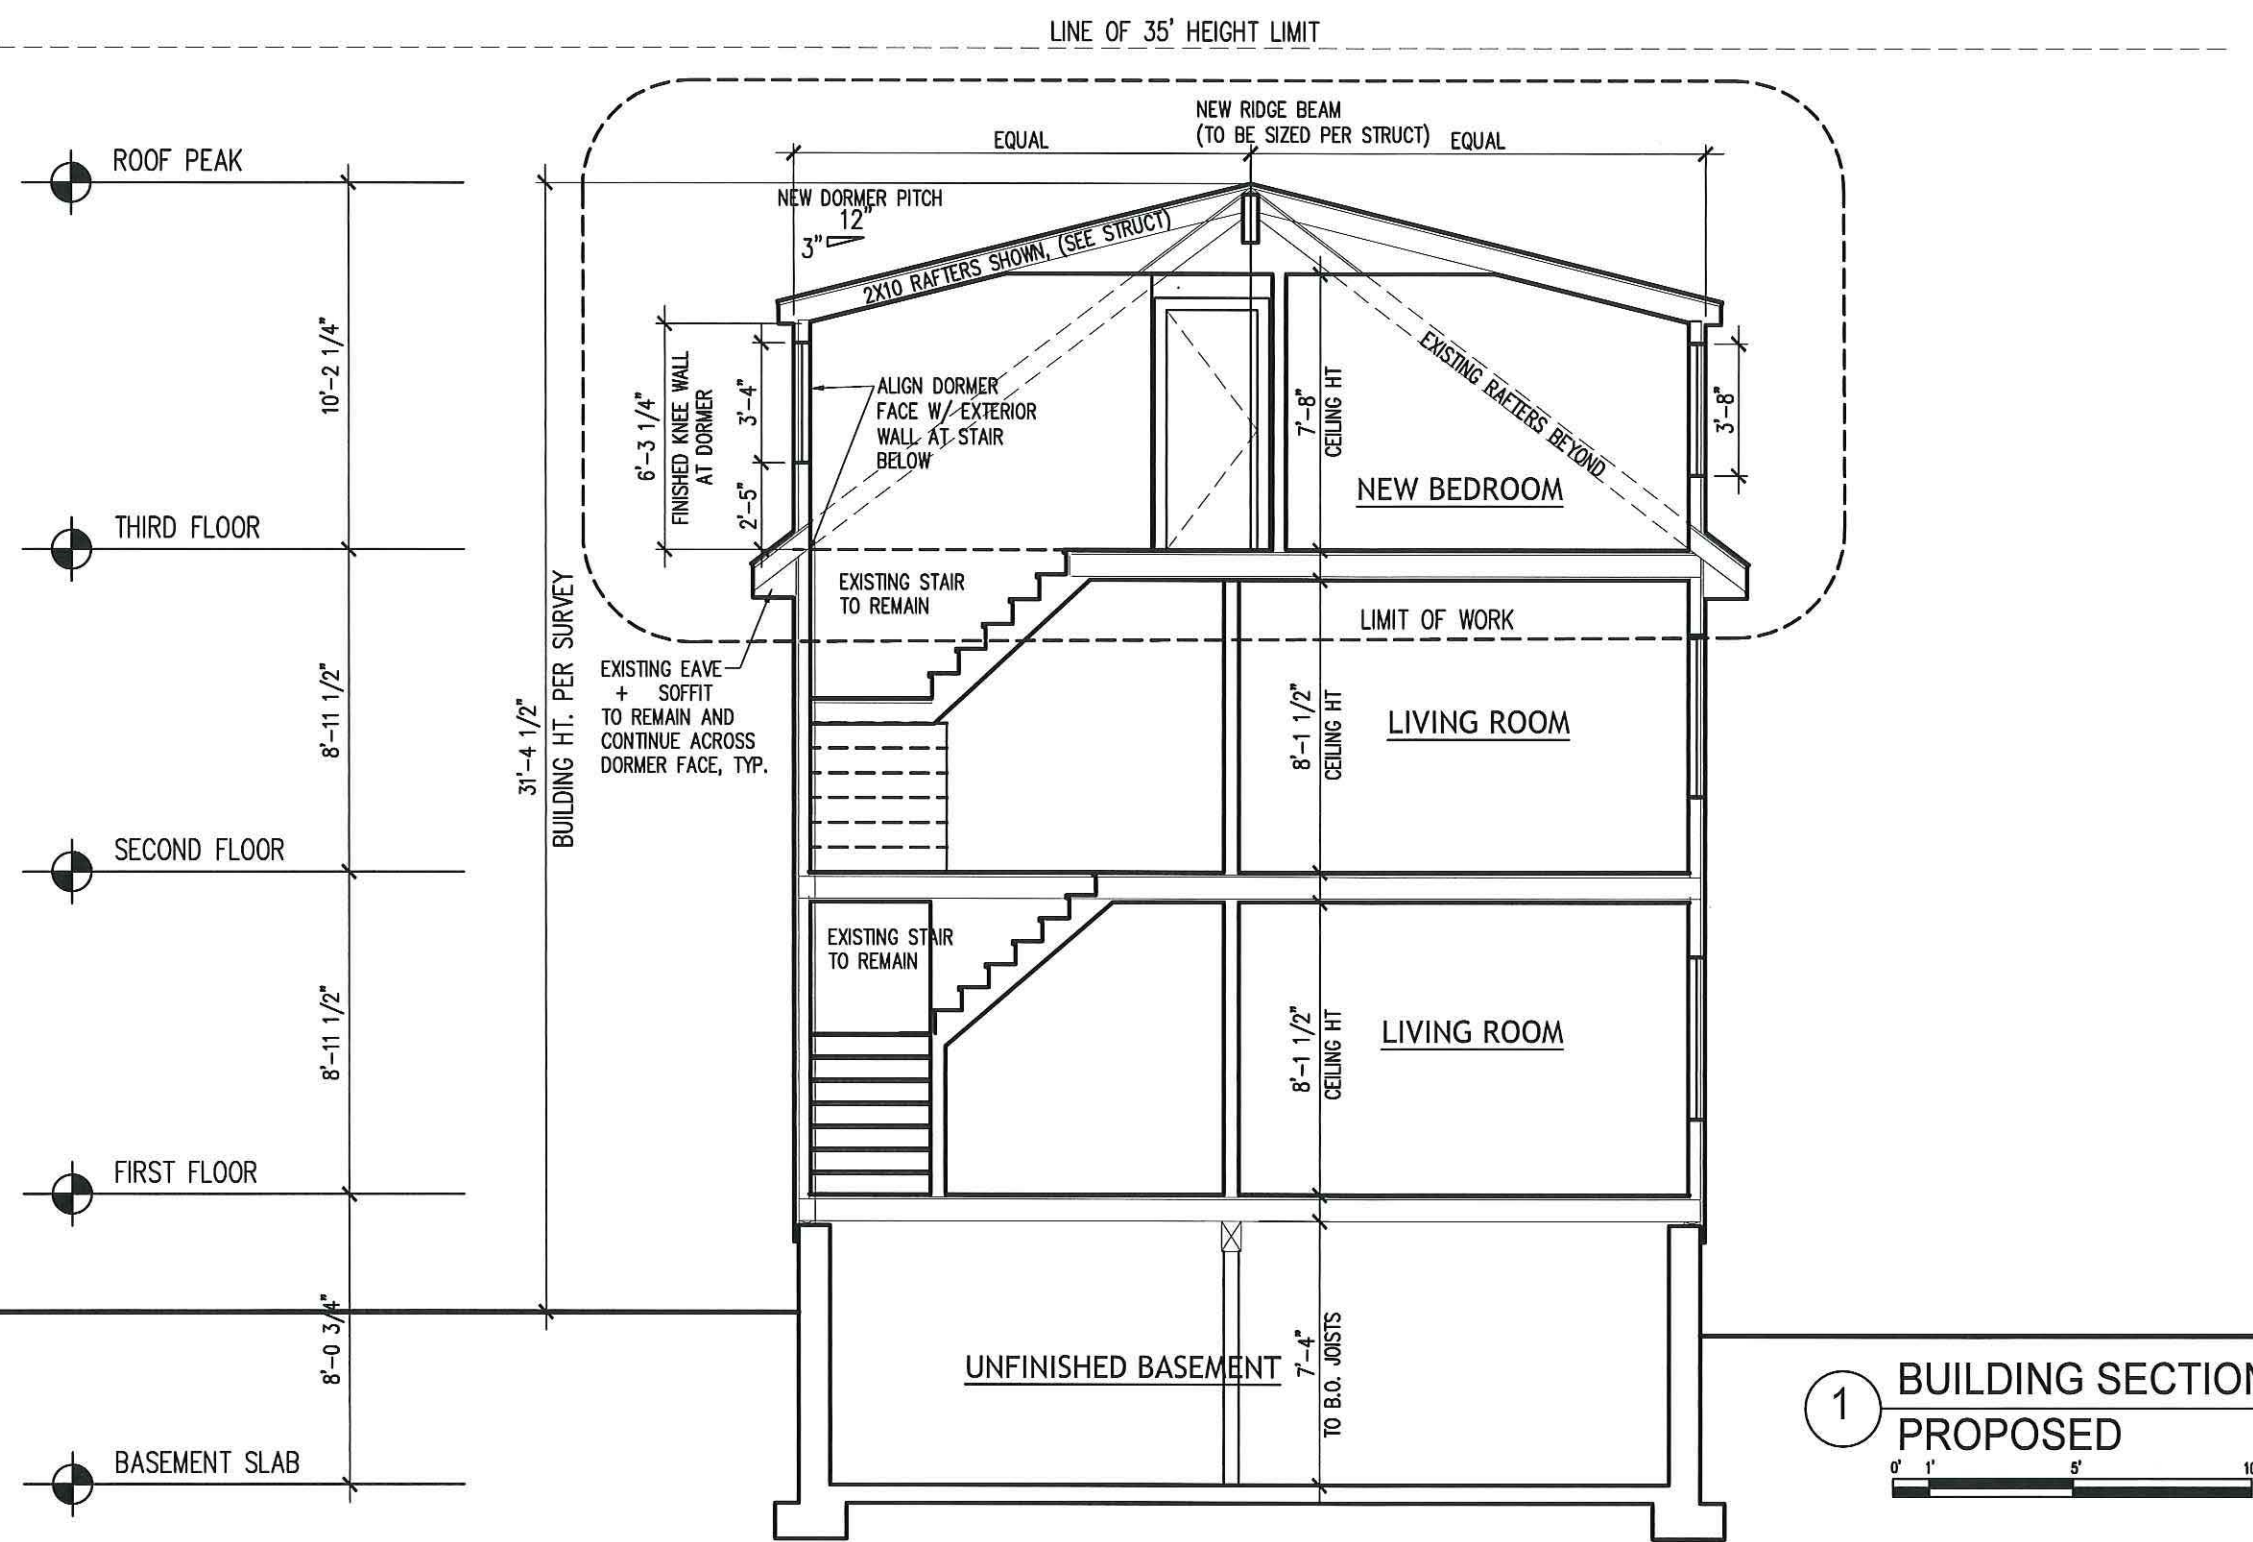 LINE OF 35' HEIGHT LIMIT
NEW RIDGE BEAM
(TO BE SIZED PER STRUCT)
EQUAL
EQUAL
ROOF PEAK
NEW DORMER PITCH
12"
3"
2X10 RAFTERS SHOWN, (SEE STRUCT)
10'-2 1/4"
6'-3 1/4"
FINISHED KNEE WALL
AT DORMER
3'-4"
2'-5"
ALIGN DORMER
FACE W/ EXTERIOR
WALL AT STAIR
BELOW
7'-8"
CEILING HT
EXISTING RAFTERS BEYOND
3'-8"
NEW BEDROOM
THIRD FLOOR
EXISTING STAIR
TO REMAIN
LIMIT OF WORK
31'-4 1/2"
BUILDING HT. PER SURVEY
EXISTING EAVE
+ SOFFIT
TO REMAIN AND
CONTINUE ACROSS
DORMER FACE, TYP.
8'-11 1/2"
8'-1 1/2"
CEILING HT
LIVING ROOM
SECOND FLOOR
EXISTING STAIR
TO REMAIN
8'-11 1/2"
8'-1 1/2"
CEILING HT
LIVING ROOM
FIRST FLOOR
8'-0 3/4"
UNFINISHED BASEMENT
7'-4"
TO B.O. JOISTS
BASEMENT SLAB
1
BUILDING SECTION
PROPOSED
0' 1' 5' 10